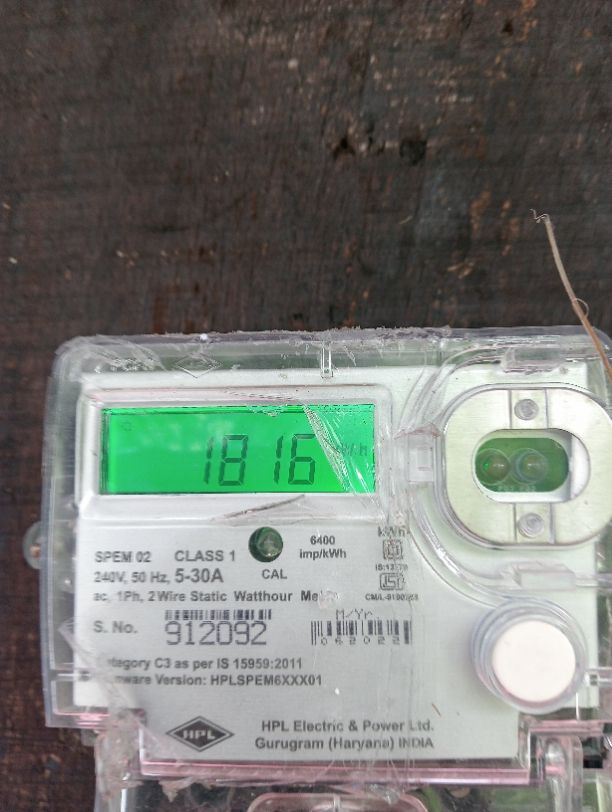 1816
SPEM 02 CLASS 1
6400
imp/kWh
kWh
240V, 50 Hz, 5-30A
CAL
ac, 1Ph, 2 Wire Static Watthour
S. No.
912092
M/Yr
062022
as per IS 15959:2011
Version: HPLSPEM6XXX01
HPL
HPL Electric & Power Ltd.
Gurugram (Haryana) INDIA